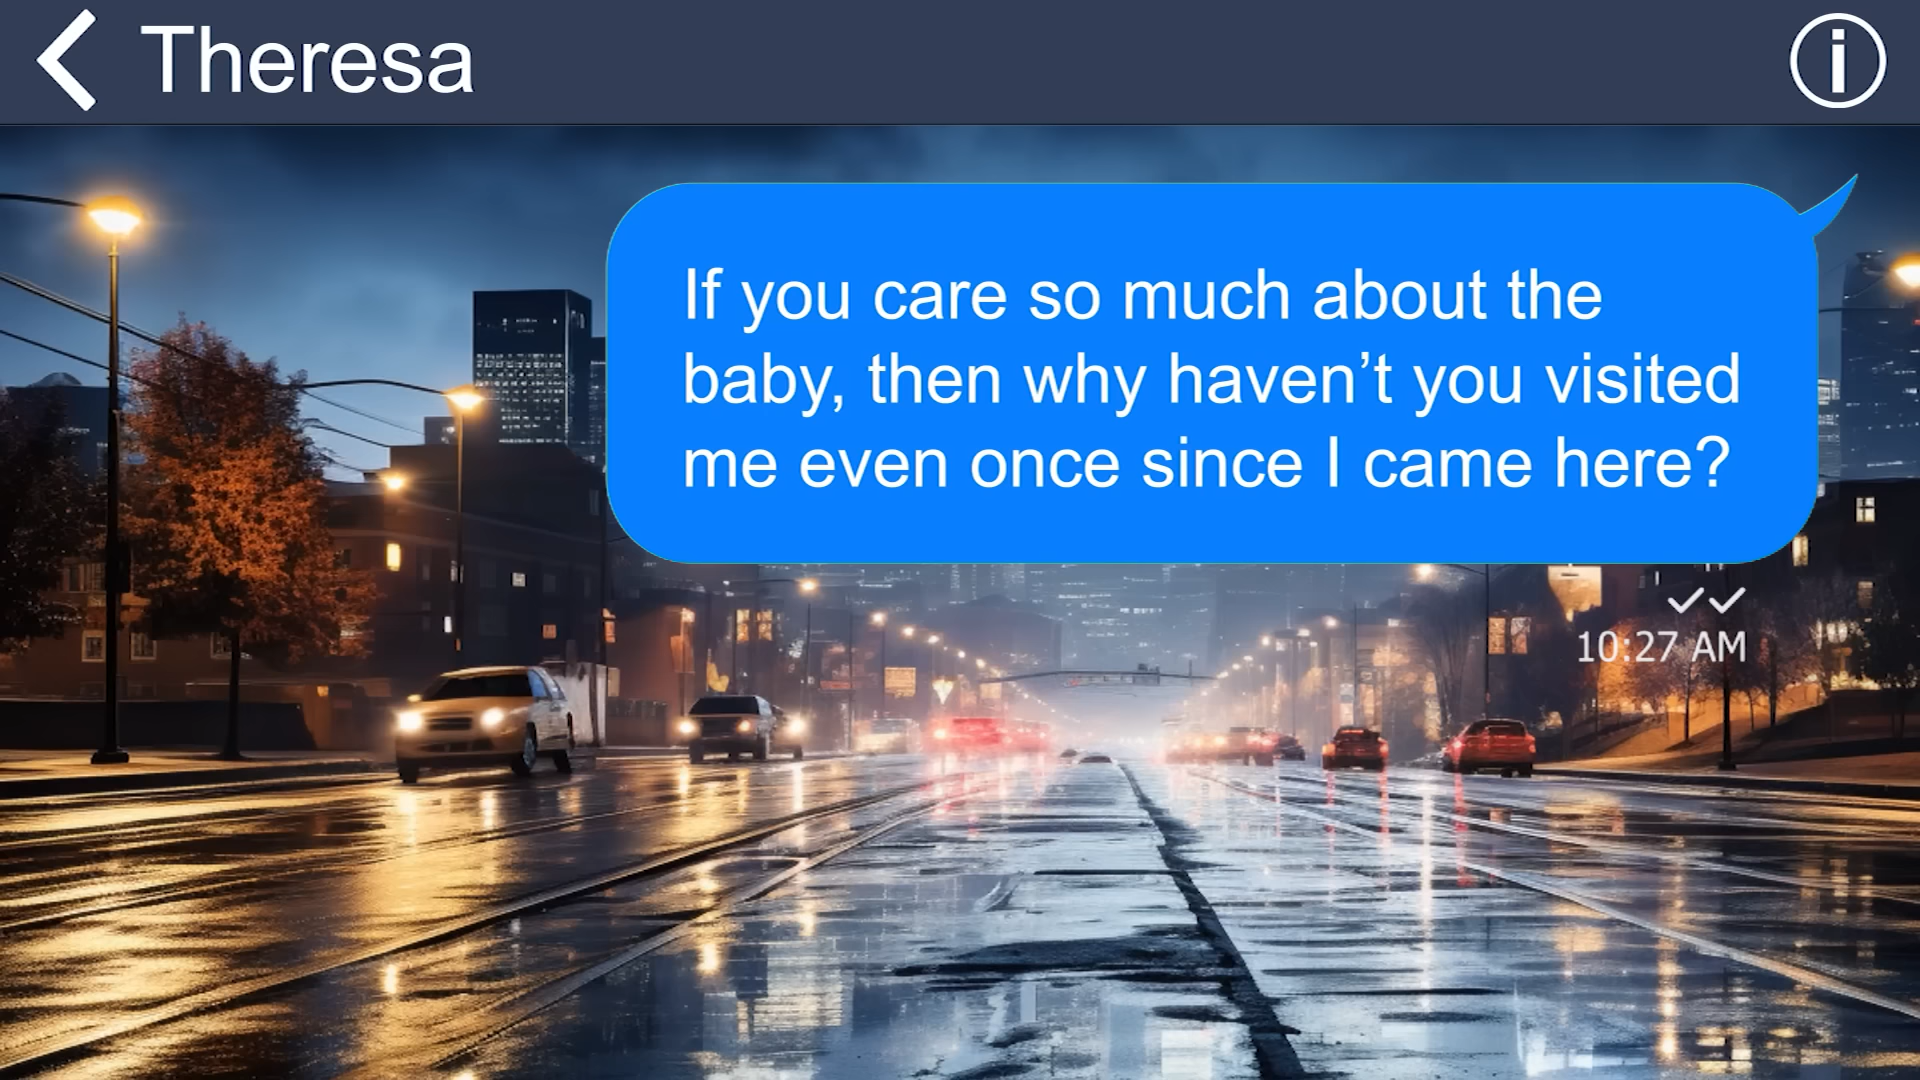 Theresa
If you care so much about the
baby, then why haven’t you visited
me even once since I came here?
10:27 AM